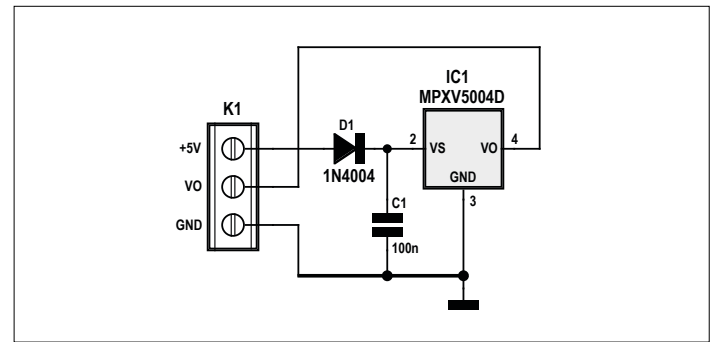 IC1
MPXV5004D
K1
D1
+5V
2
VS
VO
4
1N4004
VO
GND
3
C1
GND
100n